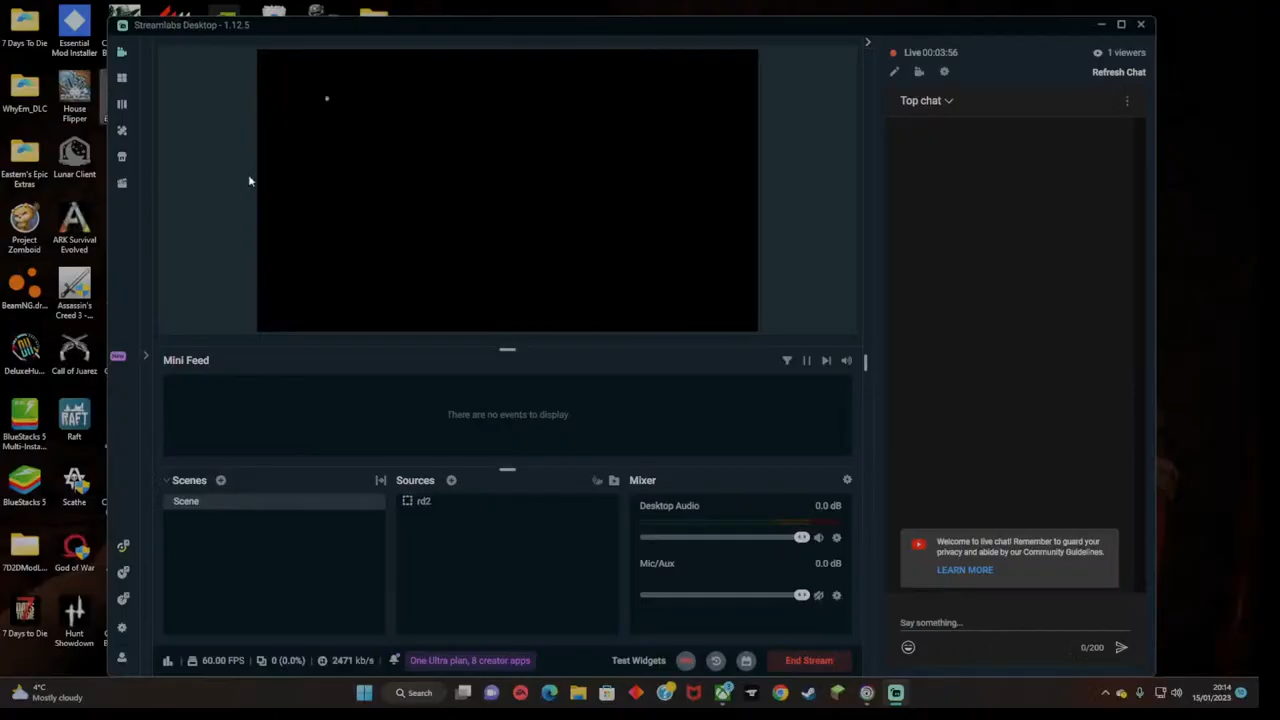 7 Days To Die
Essential
Mod Installer
WhyEm_DLC
House
Flipper
Eastern's Epic
Extras
Lunar Client
Project
Zomboid
ARK Survival
Evolved
BeamNG.dr...
Assassin's
Creed 3 -...
DeluxeHu...
Call of Juarez
BlueStacks 5
Multi-Insta...
Raft
BlueStacks 5
Scathe
7D2DModL...
God of War
7 Days to Die
Hunt
Showdown
Streamlabs Desktop - 1.12.5
New
Mini Feed
There are no events to display
Scenes
Scene
Sources
rd2
Mixer
Desktop Audio 0.0 dB
Mic/Aux 0.0 dB
60.00 FPS 0 (0.0%) 2471 kb/s One Ultra plan, 8 creator apps Test Widgets End Stream
Live 00:03:56 1 viewers
Refresh Chat
Top chat
Welcome to live chat! Remember to guard your
privacy and abide by our Community Guidelines.
LEARN MORE
Say something...
0/200
4°C
Mostly cloudy
Search
20:14
15/01/2023